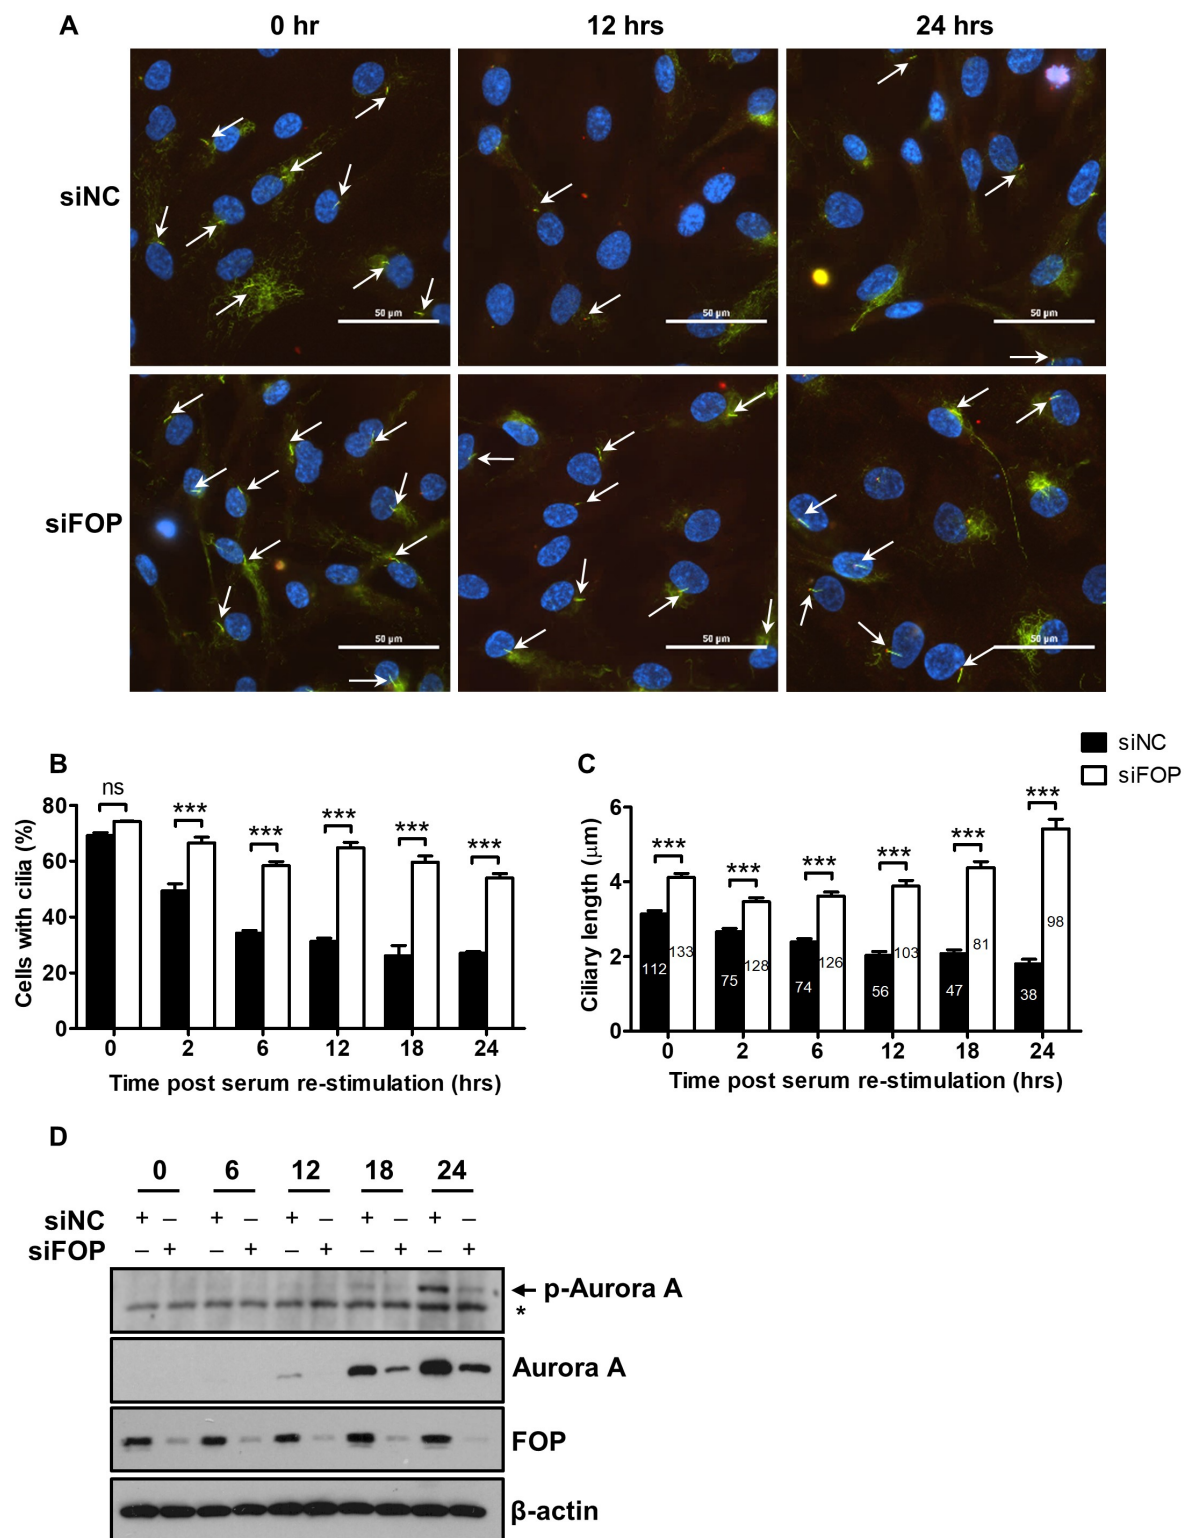 A
0 hr
12 hrs
24 hrs
siNC
50 µm
50 µm
50 µm
siFOP
50 µm
50 µm
50 µm
siNC
siFOP
B
ns
***
***
***
***
***
Cells with cilia (%)
80
60
40
20
0
0 2 6 12 18 24
Time post serum re-stimulation (hrs)
C
***
***
***
***
***
***
Ciliary length (µm)
6
4
2
0
112 133 75 128 74 126 56 103 47 81 38 98
0 2 6 12 18 24
Time post serum re-stimulation (hrs)
D
0 6 12 18 24
siNC + – + – + – + – + –
siFOP – + – + – + – + – +
p-Aurora A
*
Aurora A
FOP
β-actin